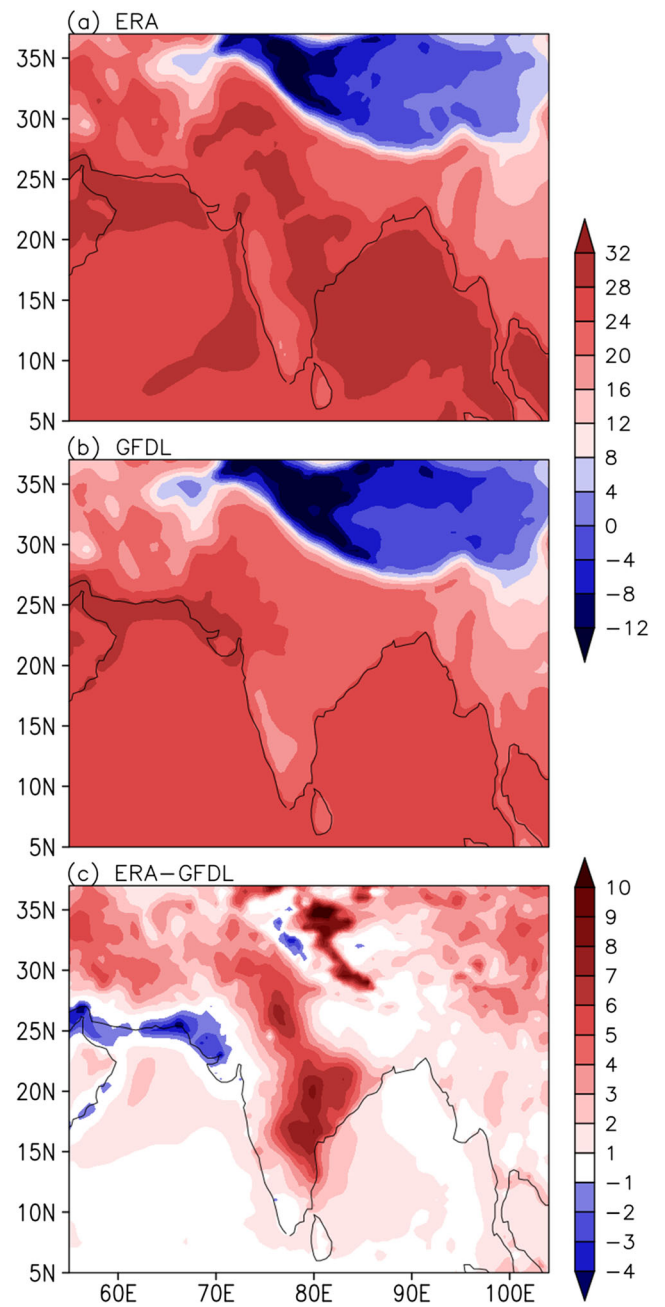 (a) ERA
35N
30N
25N
20N
15N
10N
5N
(b) GFDL
35N
30N
25N
20N
15N
10N
5N
32
28
24
20
16
12
8
4
0
−4
−8
−12
(c) ERA−GFDL
35N
30N
25N
20N
15N
10N
5N
60E 70E 80E 90E 100E
10
9
8
7
6
5
4
3
2
1
−1
−2
−3
−4